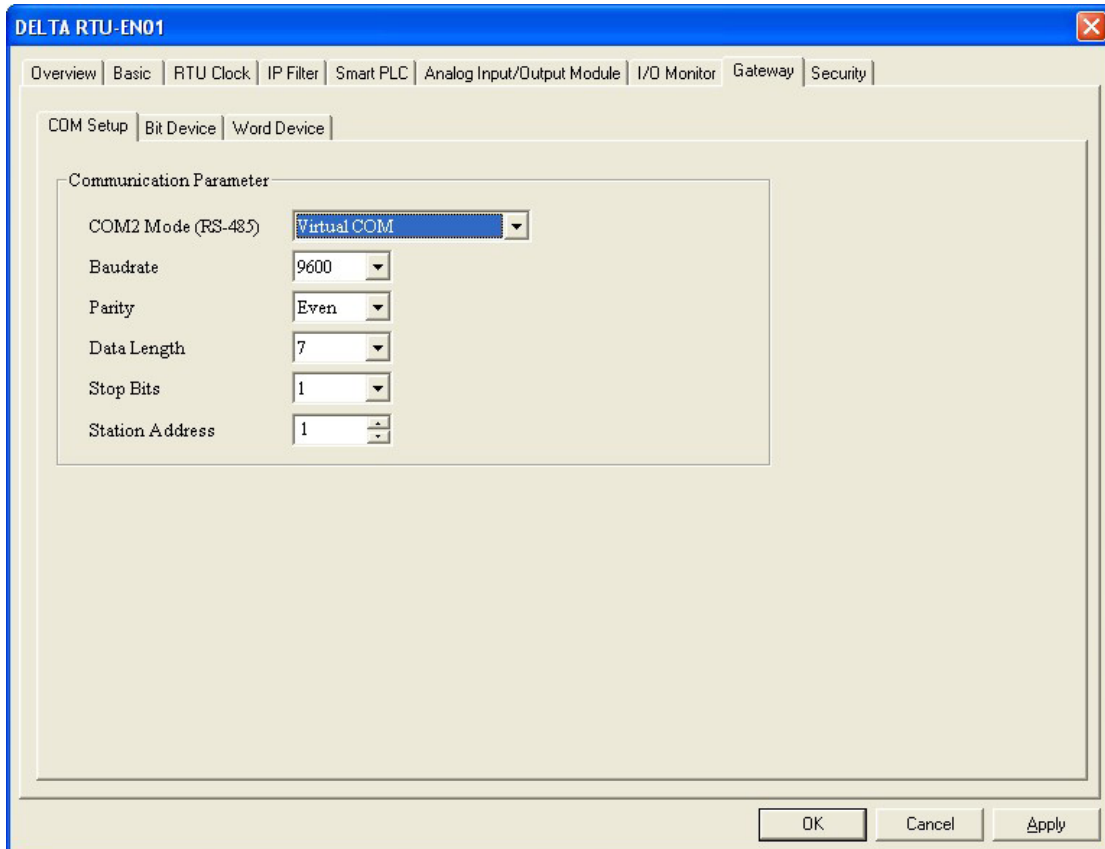 DELTA RTU-EN01
Overview Basic RTU Clock IP Filter Smart PLC Analog Input/Output Module I/O Monitor Gateway Security
COM Setup Bit Device Word Device
Communication Parameter
COM2 Mode (RS-485) Virtual COM
Baudrate 9600
Parity Even
Data Length 7
Stop Bits 1
Station Address 1
OK Cancel Apply